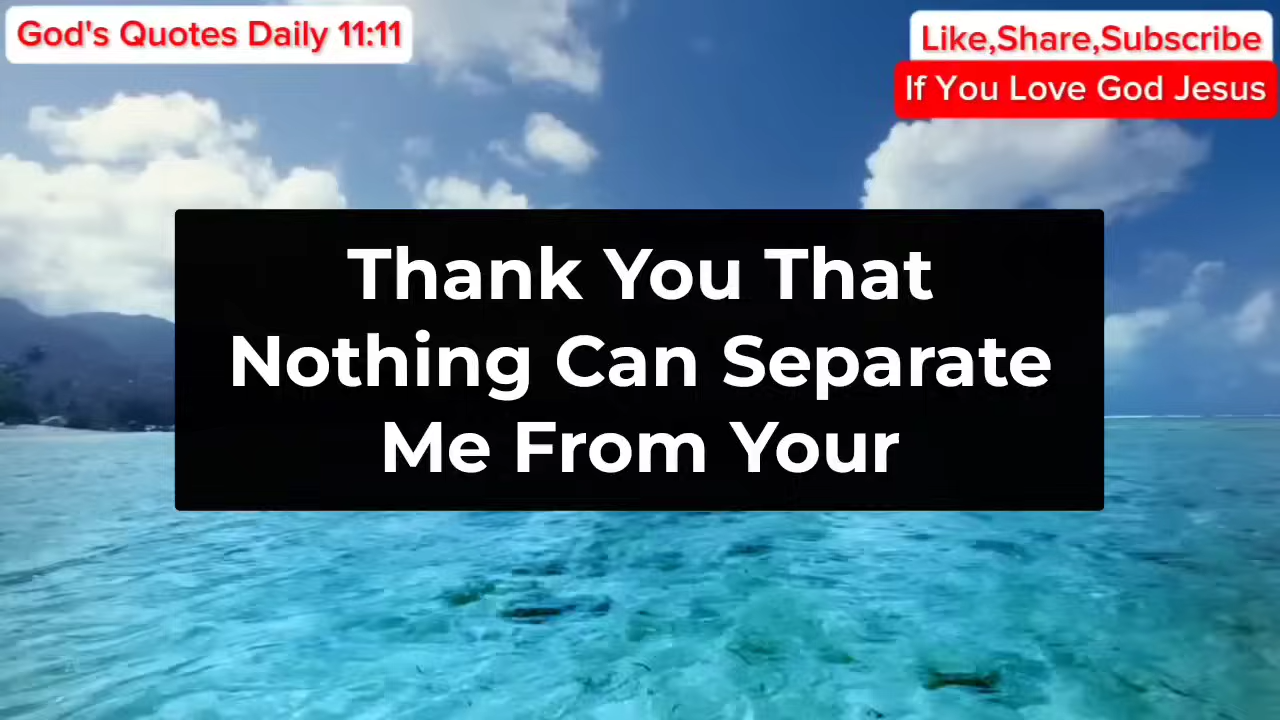 God's Quotes Daily 11:11
Like,Share,Subscribe
If You Love God Jesus
Thank You That
Nothing Can Separate
Me From Your